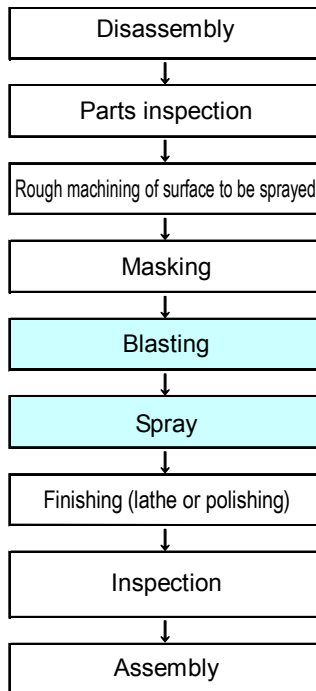 Disassembly
Parts inspection
Rough machining of surface to be sprayed
Masking
Blasting
Spray
Finishing (lathe or polishing)
Inspection
Assembly